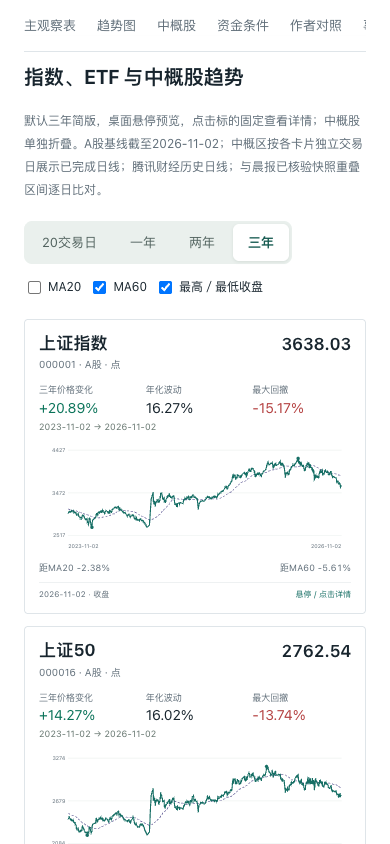 主观察表 趋势图 中概股 资金条件 作者对照
指数、ETF 与中概股趋势
默认三年简版，桌面悬停预览，点击标的固定查看详情；中概股
单独折叠。A股基线截至2026-11-02；中概区按各卡片独立交易
日展示已完成日线；腾讯财经历史日线；与晨报已核验快照重叠
区间逐日比对。
20交易日 一年 两年 三年
MA20 MA60 最高 / 最低收盘
上证指数 3638.03
000001 · A股 · 点
三年价格变化 年化波动 最大回撤
+20.89% 16.27% -15.17%
2023-11-02 → 2026-11-02
4427
3472
2517
2023-11-02 2026-11-02
距MA20 -2.38% 距MA60 -5.61%
2026-11-02 · 收盘 悬停 / 点击详情
上证50 2762.54
000016 · A股 · 点
三年价格变化 年化波动 最大回撤
+14.27% 16.02% -13.74%
2023-11-02 → 2026-11-02
3274
2679